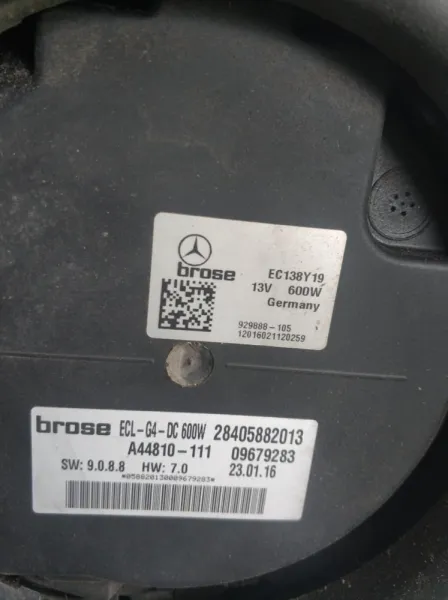 brose EC138Y19
13V 600W
Germany
929888-105
12016021120259
brose ECL-G4-DC 600W 28405882013
A44810-111 09679283
SW: 9.0.8.8 HW: 7.0 23.01.16
*058820130009679283*